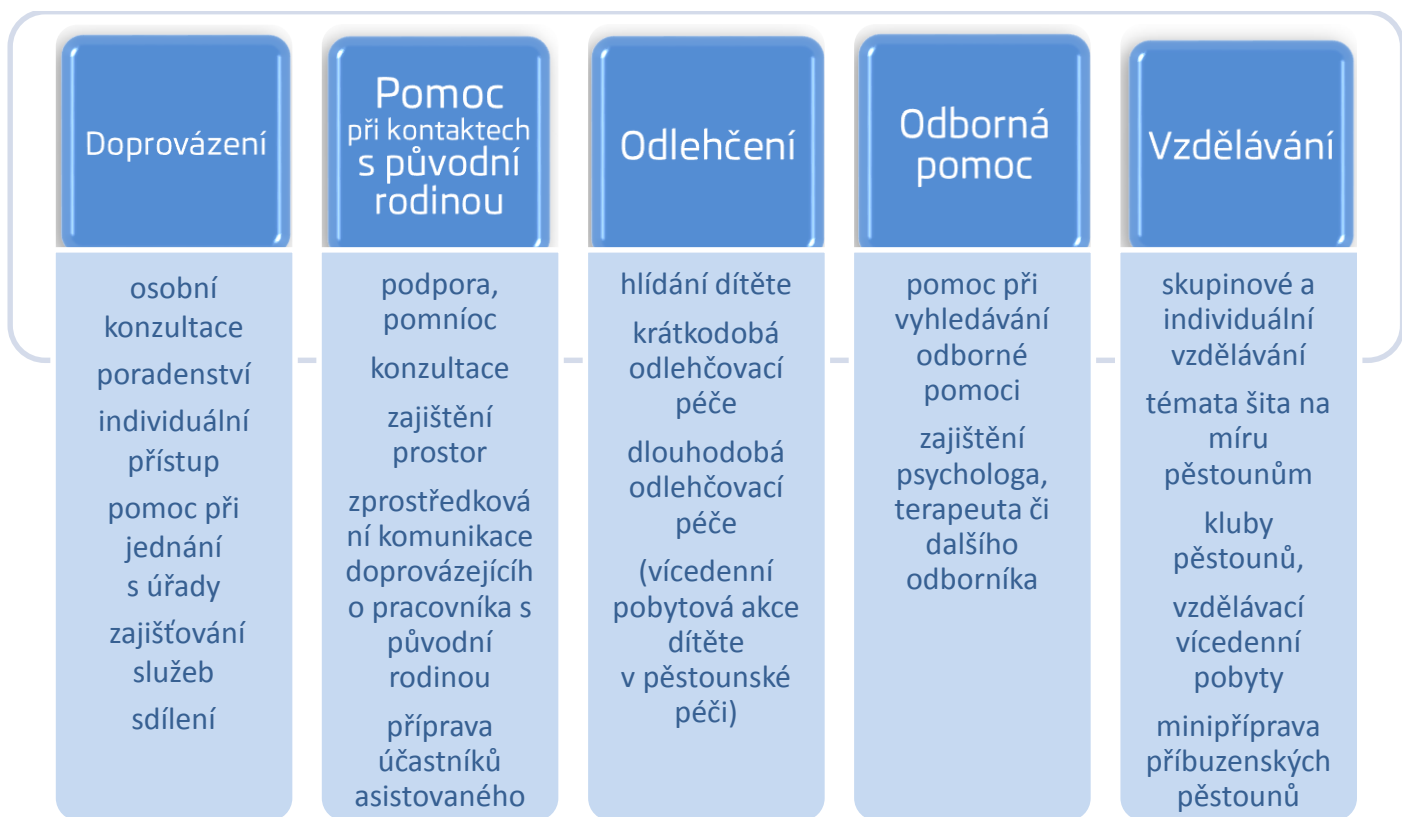 Doprovázení
osobní
konzultace
poradenství
individuální
přístup
pomoc při
jednání
s úřady
zajišťování
služeb
sdílení
Pomoc
při kontaktech
s původní
rodinou
podpora,
pomníoc
konzultace
zajištění
prostor
zprostředková
ní komunikace
doprovázejícíh
o pracovníka s
původní
rodinou
příprava
účastníků
asistovaného
Odlehčení
hlídání dítěte
krátkodobá
odlehčovací
péče
dlouhodobá
odlehčovací
péče
(vícedenní
pobytová akce
dítěte
v pěstounské
péči)
Odborná
pomoc
pomoc při
vyhledávání
odborné
pomoci
zajištění
psychologa,
terapeuta či
dalšího
odborníka
Vzdělávání
skupinové a
individuální
vzdělávání
témata šita na
míru
pěstounům
kluby
pěstounů,
vzdělávací
vícedenní
pobyty
minipříprava
příbuzenských
pěstounů